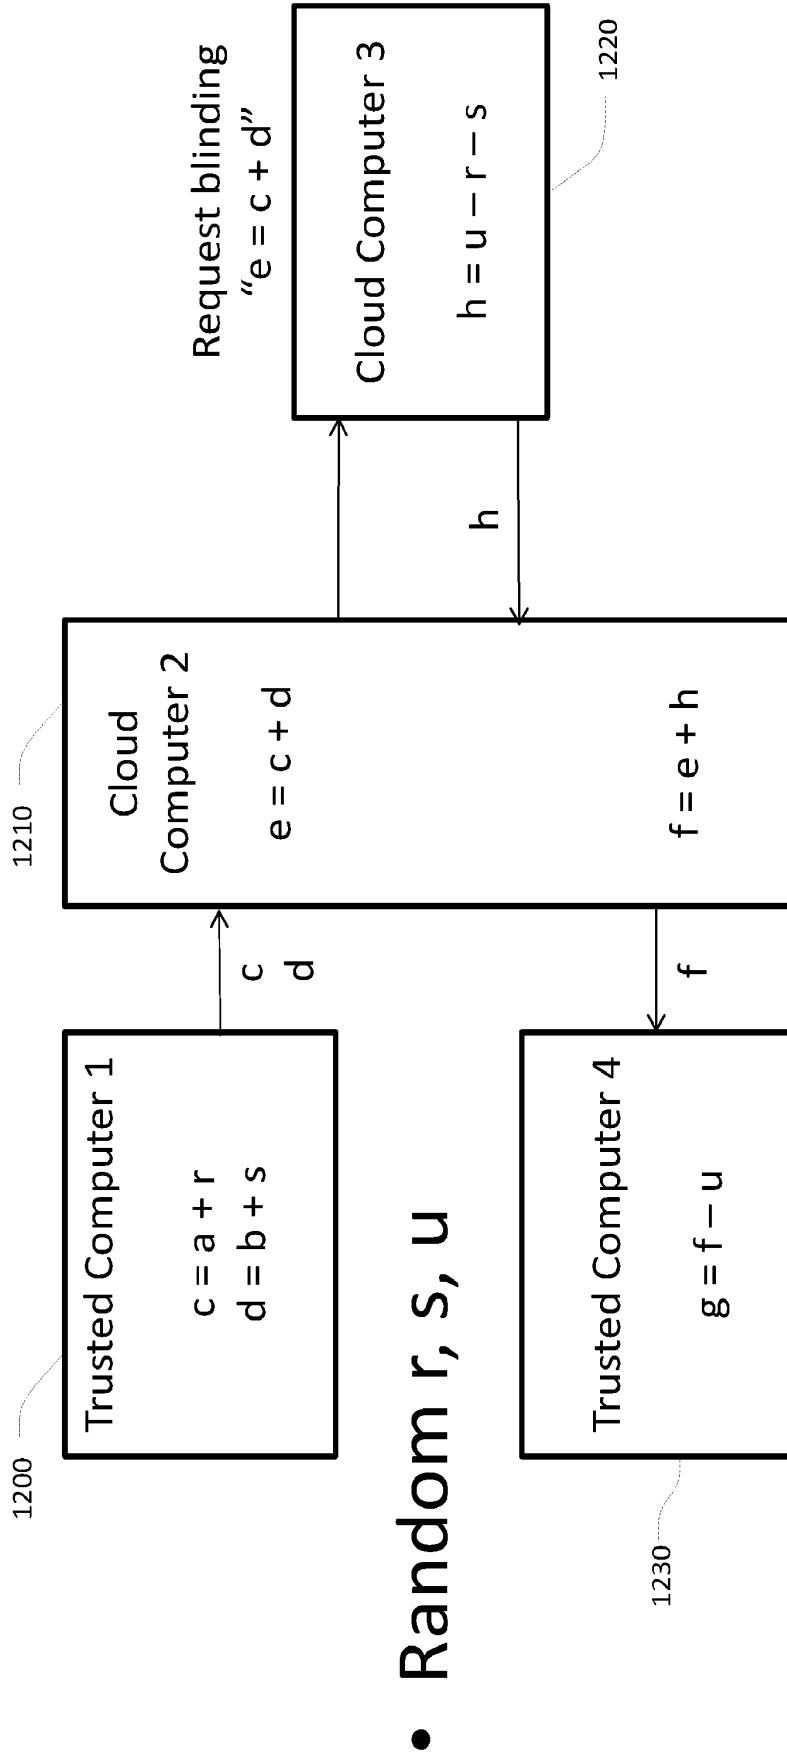 1200
Trusted Computer 1
c = a + r
d = b + s
c
d
1210
Cloud
Computer 2
e = c + d
f = e + h
Request blinding
“e = c + d”
Cloud Computer 3
h = u – r – s
1220
h
• Random r, s, u
f
Trusted Computer 4
g = f – u
1230